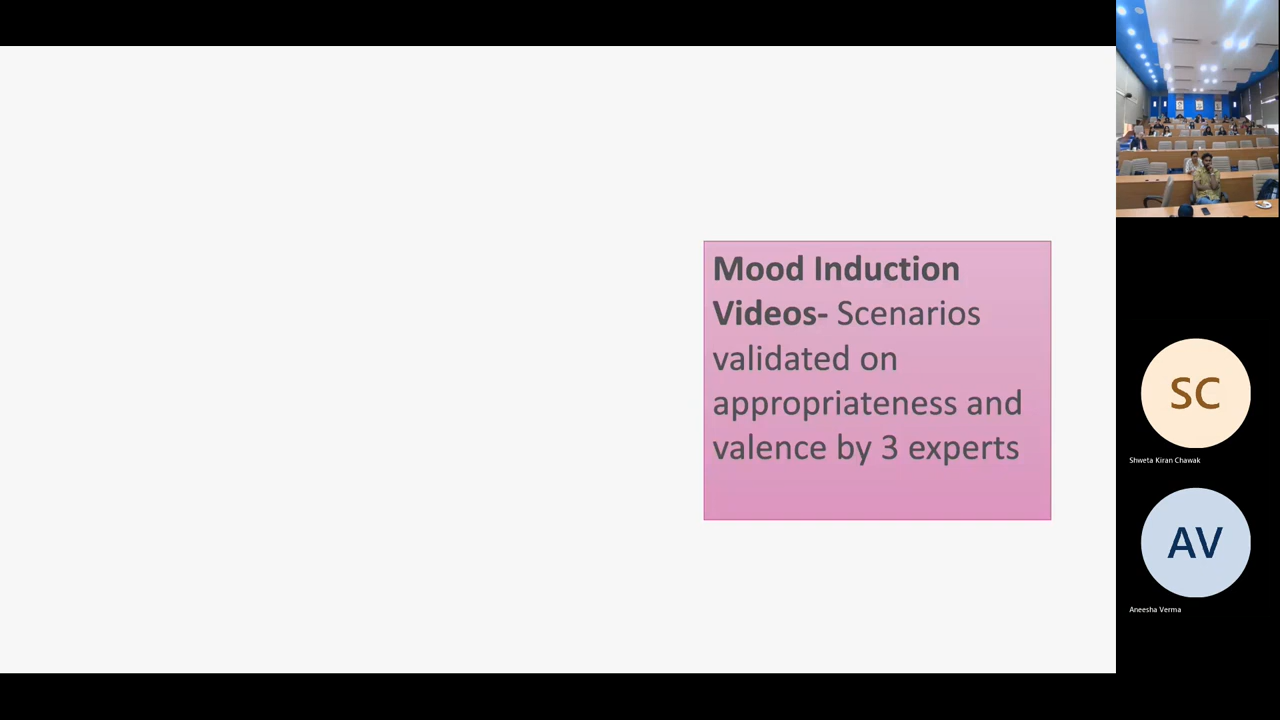 Mood Induction
Videos- Scenarios
validated on
appropriateness and
valence by 3 experts
SC
Shweta Kiran Chawak
AV
Aneesha Verma